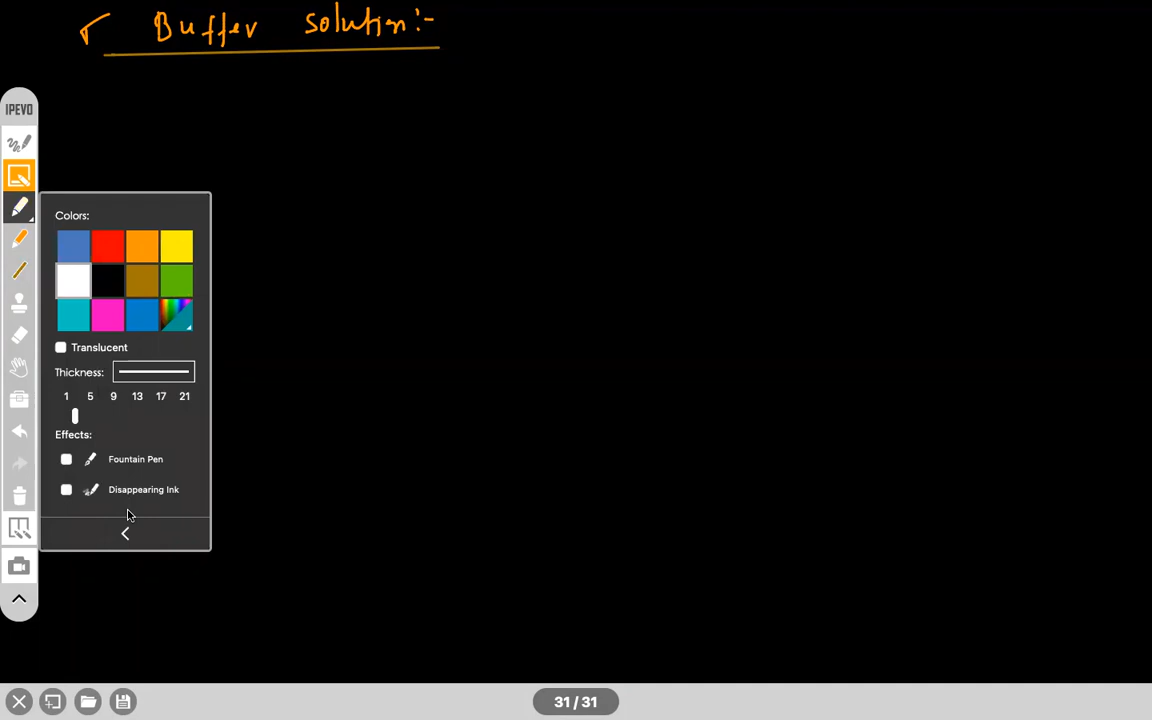 Buffer solution:-
IPEVO
Colors:
Translucent
Thickness:
1 5 9 13 17 21
Effects:
Fountain Pen
Disappearing Ink
31 / 31